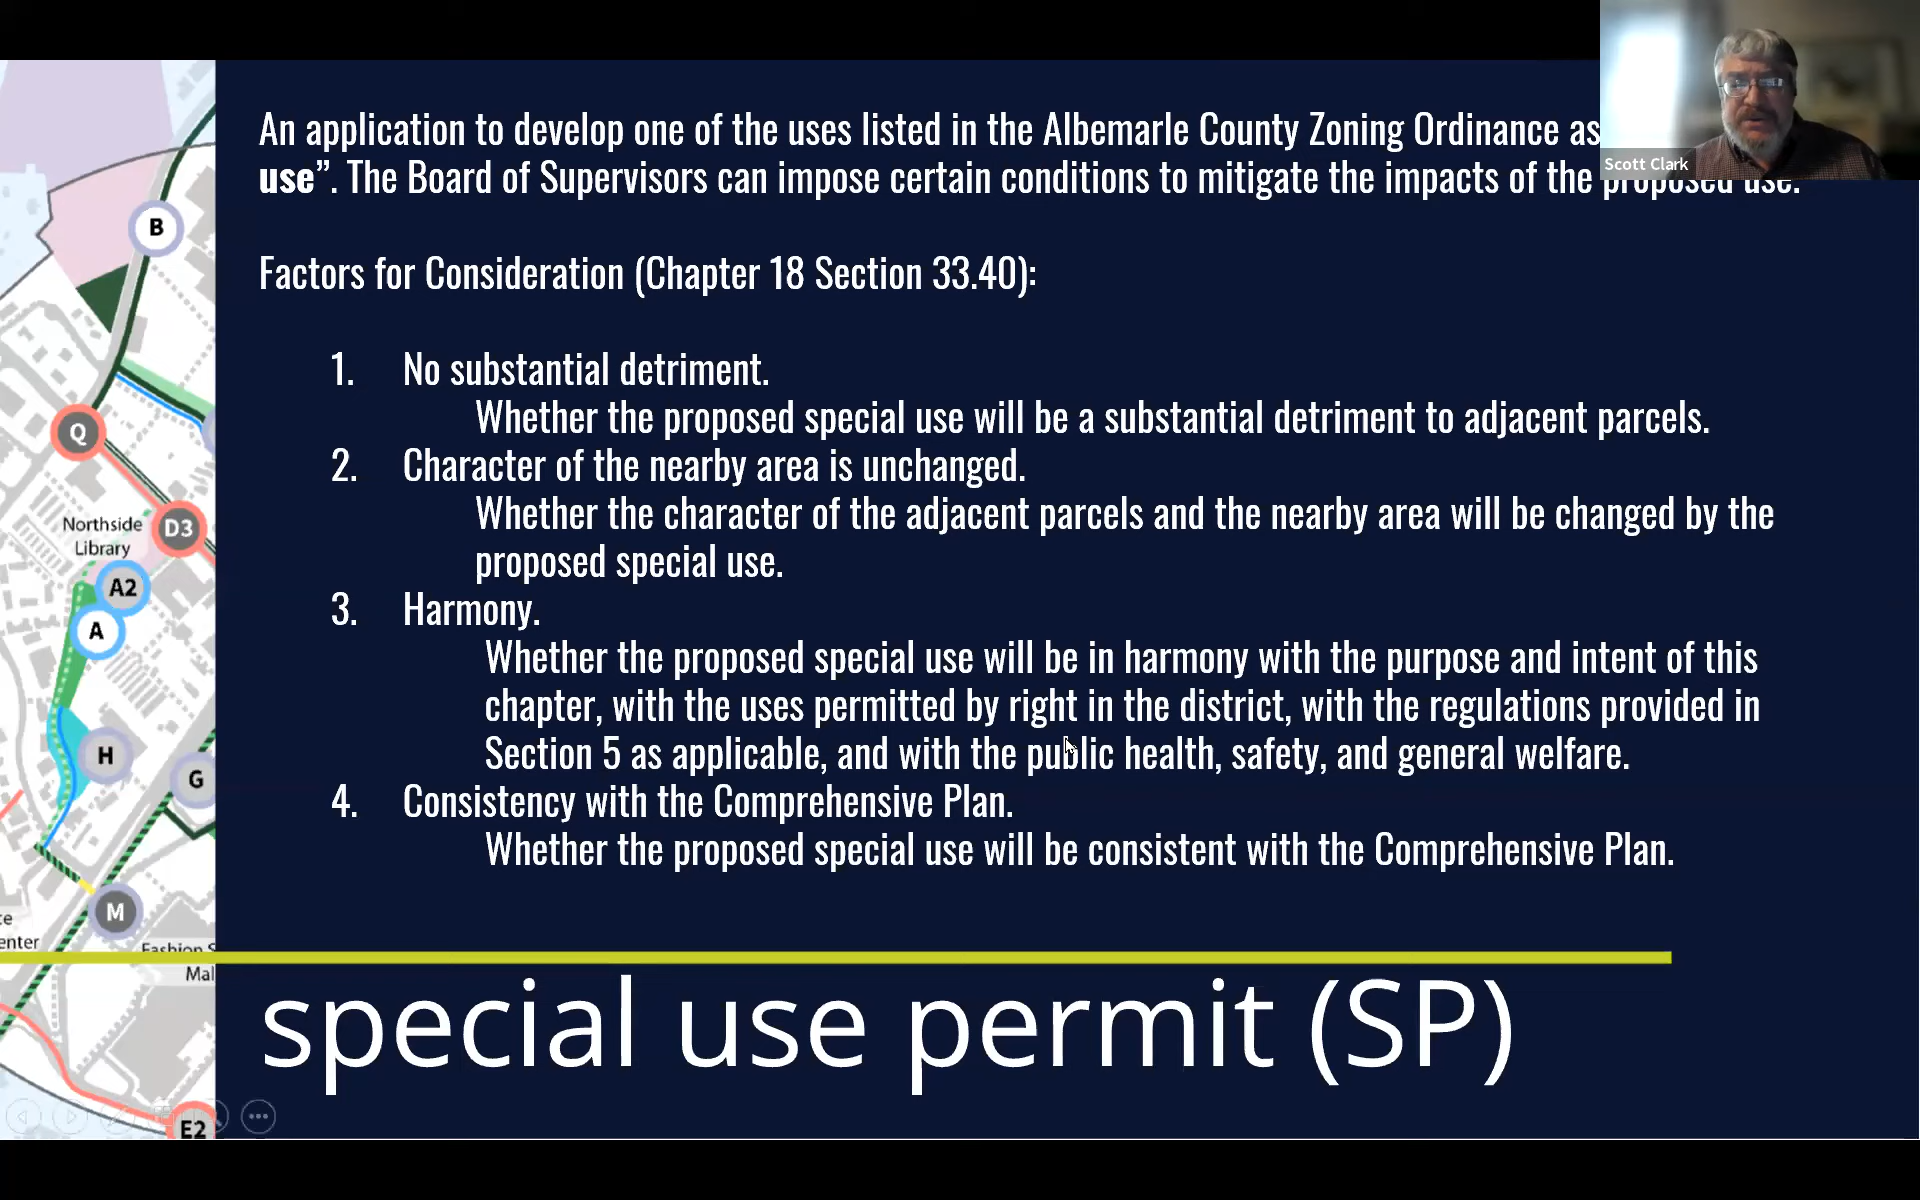 An application to develop one of the uses listed in the Albemarle County Zoning Ordinance as
use”. The Board of Supervisors can impose certain conditions to mitigate the impacts of the proposed use.
Scott Clark
Factors for Consideration (Chapter 18 Section 33.40):
1. No substantial detriment.
Whether the proposed special use will be a substantial detriment to adjacent parcels.
2. Character of the nearby area is unchanged.
Whether the character of the adjacent parcels and the nearby area will be changed by the
proposed special use.
3. Harmony.
Whether the proposed special use will be in harmony with the purpose and intent of this
chapter, with the uses permitted by right in the district, with the regulations provided in
Section 5 as applicable, and with the public health, safety, and general welfare.
4. Consistency with the Comprehensive Plan.
Whether the proposed special use will be consistent with the Comprehensive Plan.
special use permit (SP)
B
Q
D3
Northside
Library
A2
A
H
G
M
enter
Fashion S
Mal
E2